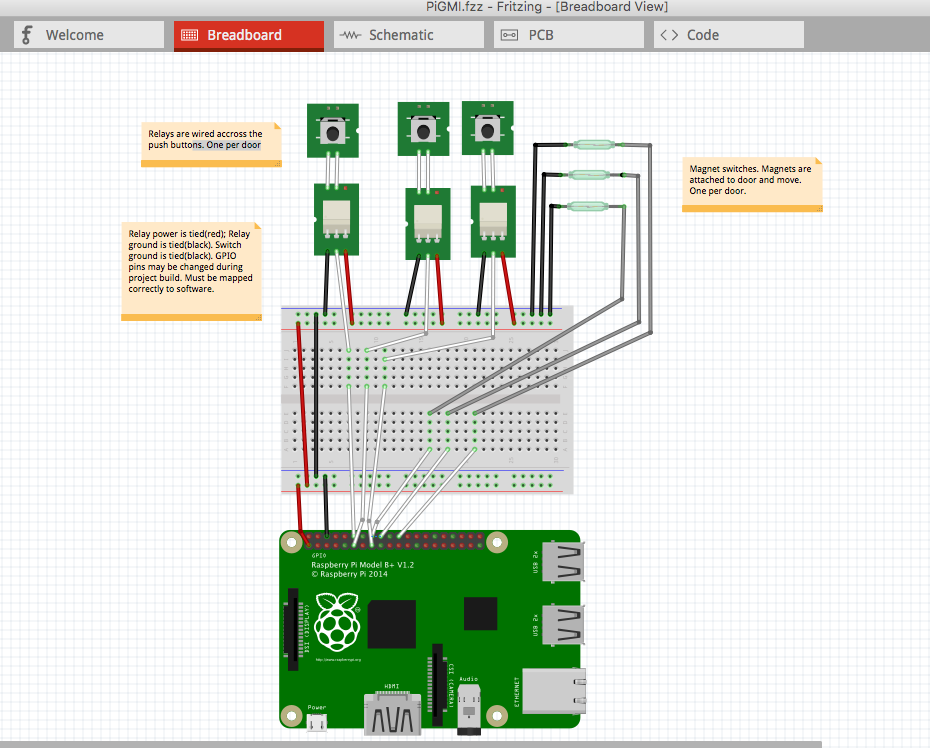 PiGMI.fzz - Fritzing - [Breadboard View]
Welcome
Breadboard
Schematic
PCB
Code
Relays are wired accross the
push buttons. One per door
Magnet switches. Magnets are
attached to door and move.
One per door.
Relay power is tied(red); Relay
ground is tied(black). Switch
ground is tied(black). GPIO
pins may be changed during
project build. Must be mapped
correctly to software.
GPIO
Raspberry Pi Model B+ V1.2
© Raspberry Pi 2014
USB 2x
DSI (DISPLAY)
USB 2x
http://www.raspberrypi.org
CSI (CAMERA)
Audio
ETHERNET
HDMI
Power